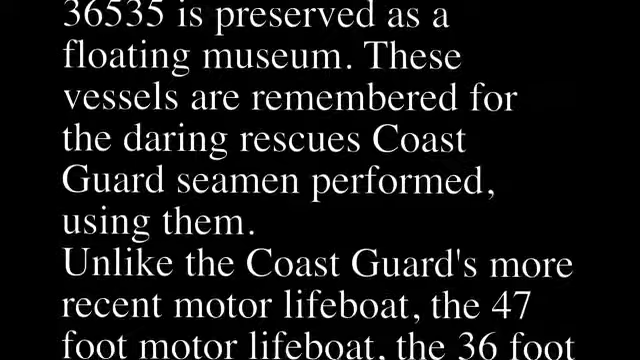 36535 is preserved as a
floating museum. These
vessels are remembered for
the daring rescues Coast
Guard seamen performed,
using them.
Unlike the Coast Guard's more
recent motor lifeboat, the 47
foot motor lifeboat, the 36 foot